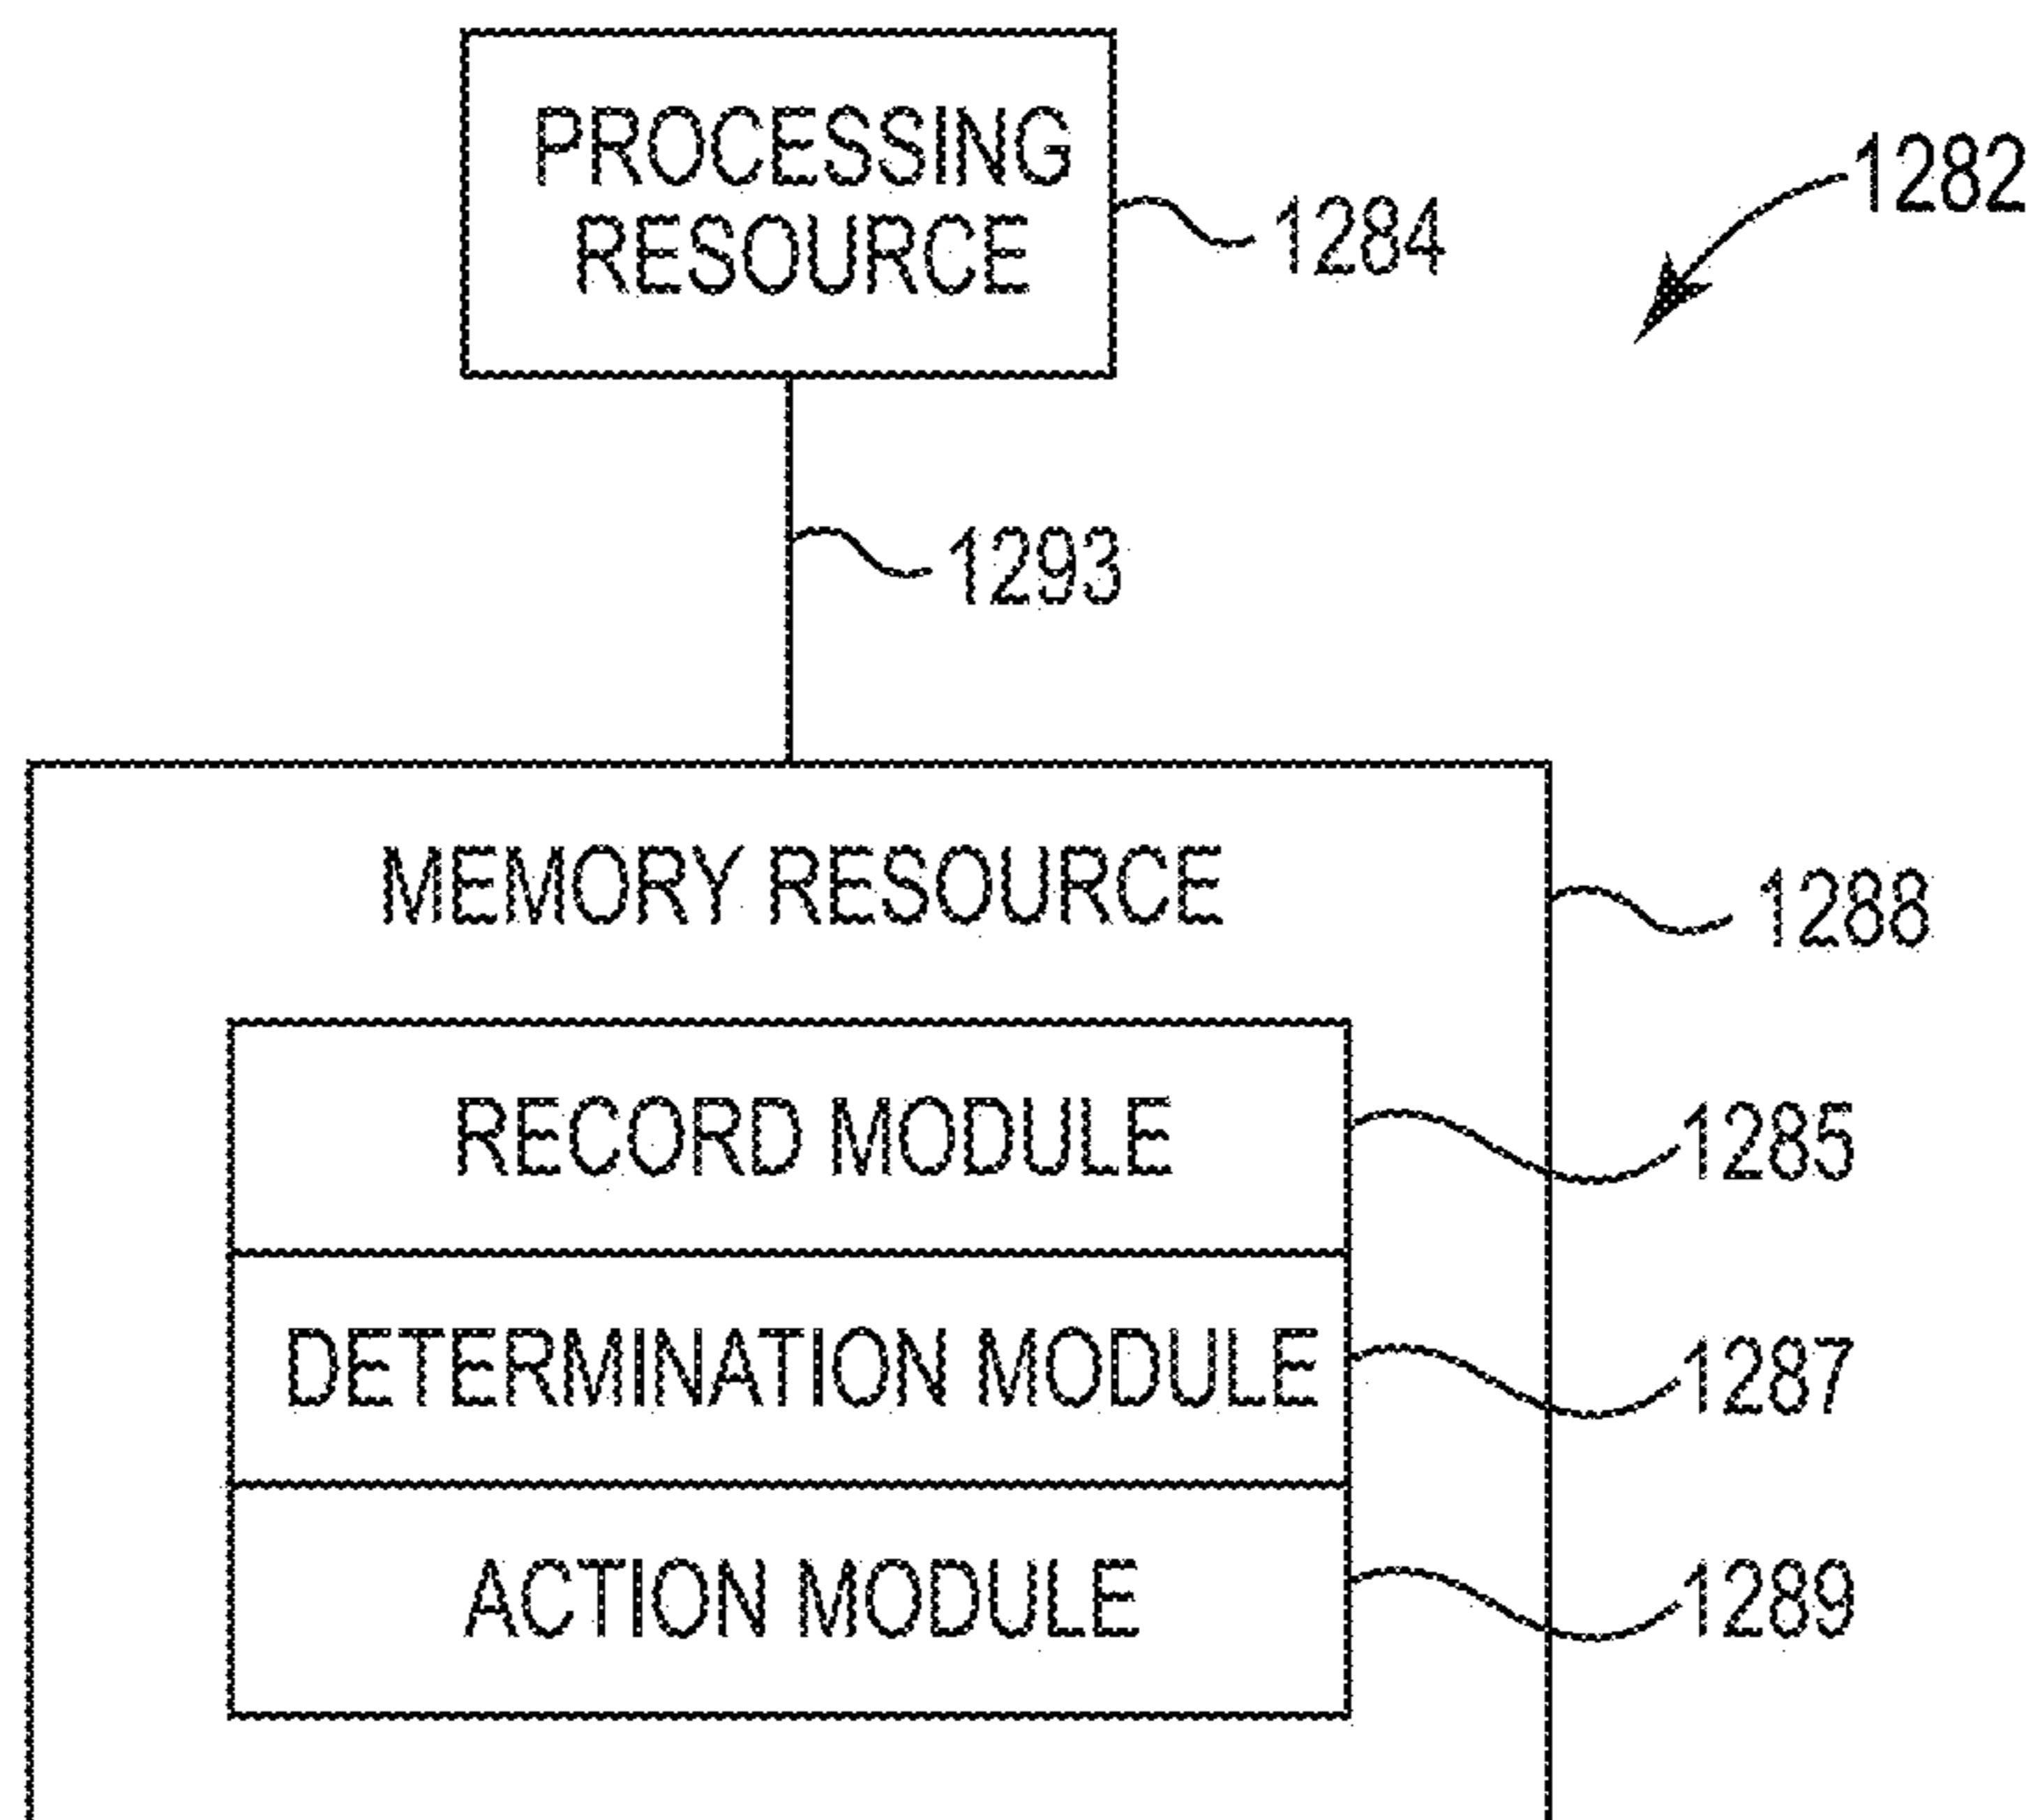 PROCESSING
RESOURCE
1284
1282
1293
MEMORY RESOURCE
1288
RECORD MODULE
1285
DETERMINATION MODULE
1287
ACTION MODULE
1289